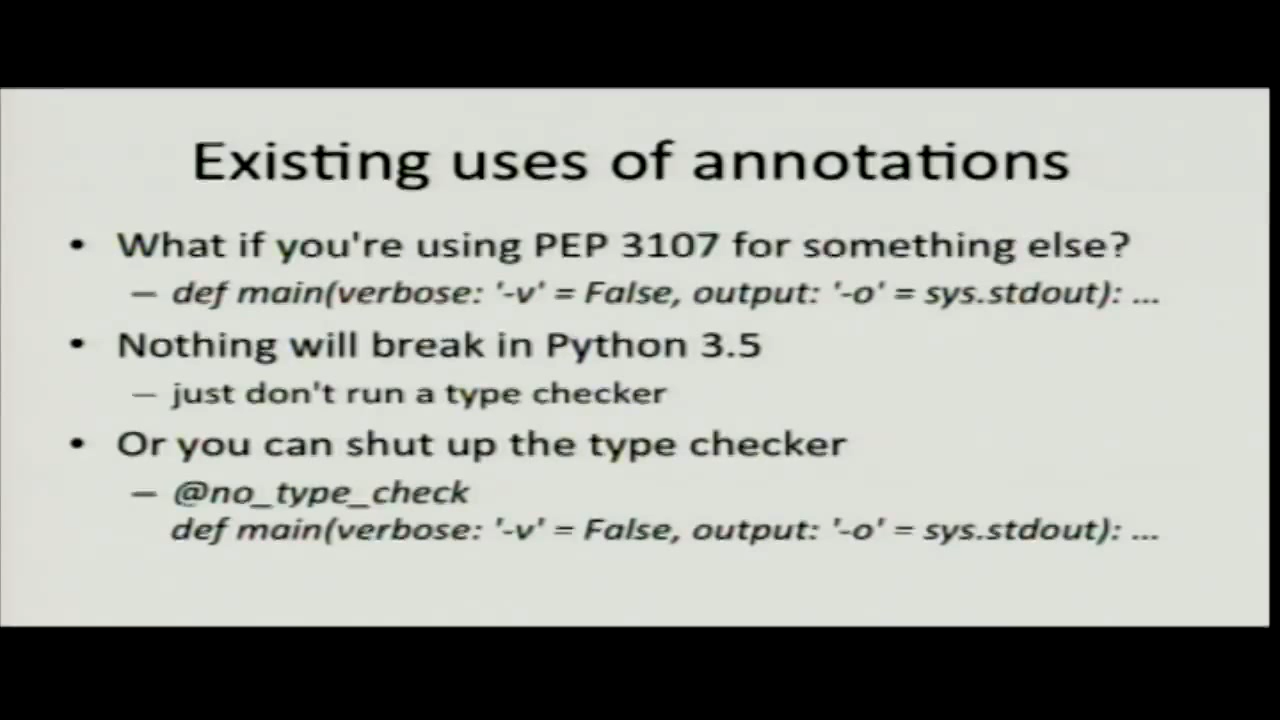 Existing uses of annotations
• What if you're using PEP 3107 for something else?
– def main(verbose: '-v' = False, output: '-o' = sys.stdout): ...
• Nothing will break in Python 3.5
– just don't run a type checker
• Or you can shut up the type checker
– @no_type_check
def main(verbose: '-v' = False, output: '-o' = sys.stdout): ...